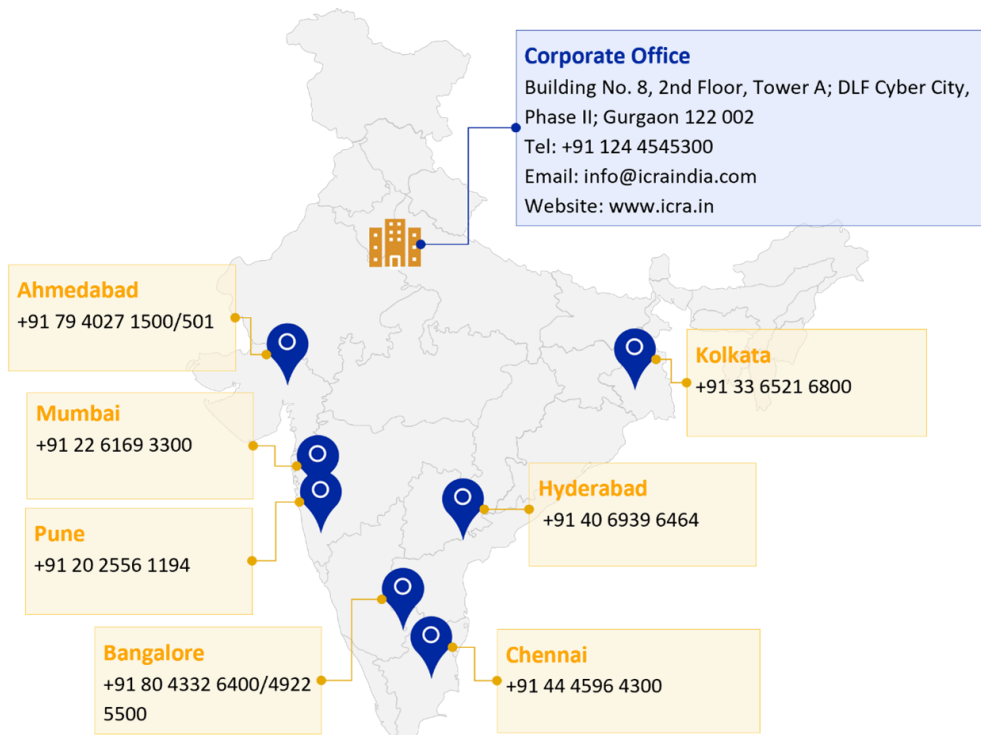 Corporate Office
Building No. 8, 2nd Floor, Tower A; DLF Cyber City,
Phase II; Gurgaon 122 002
Tel: +91 124 4545300
Email: info@icraindia.com
Website: www.icra.in
Ahmedabad
+91 79 4027 1500/501
Kolkata
+91 33 6521 6800
Mumbai
+91 22 6169 3300
Hyderabad
+91 40 6939 6464
Pune
+91 20 2556 1194
Bangalore
+91 80 4332 6400/4922
5500
Chennai
+91 44 4596 4300